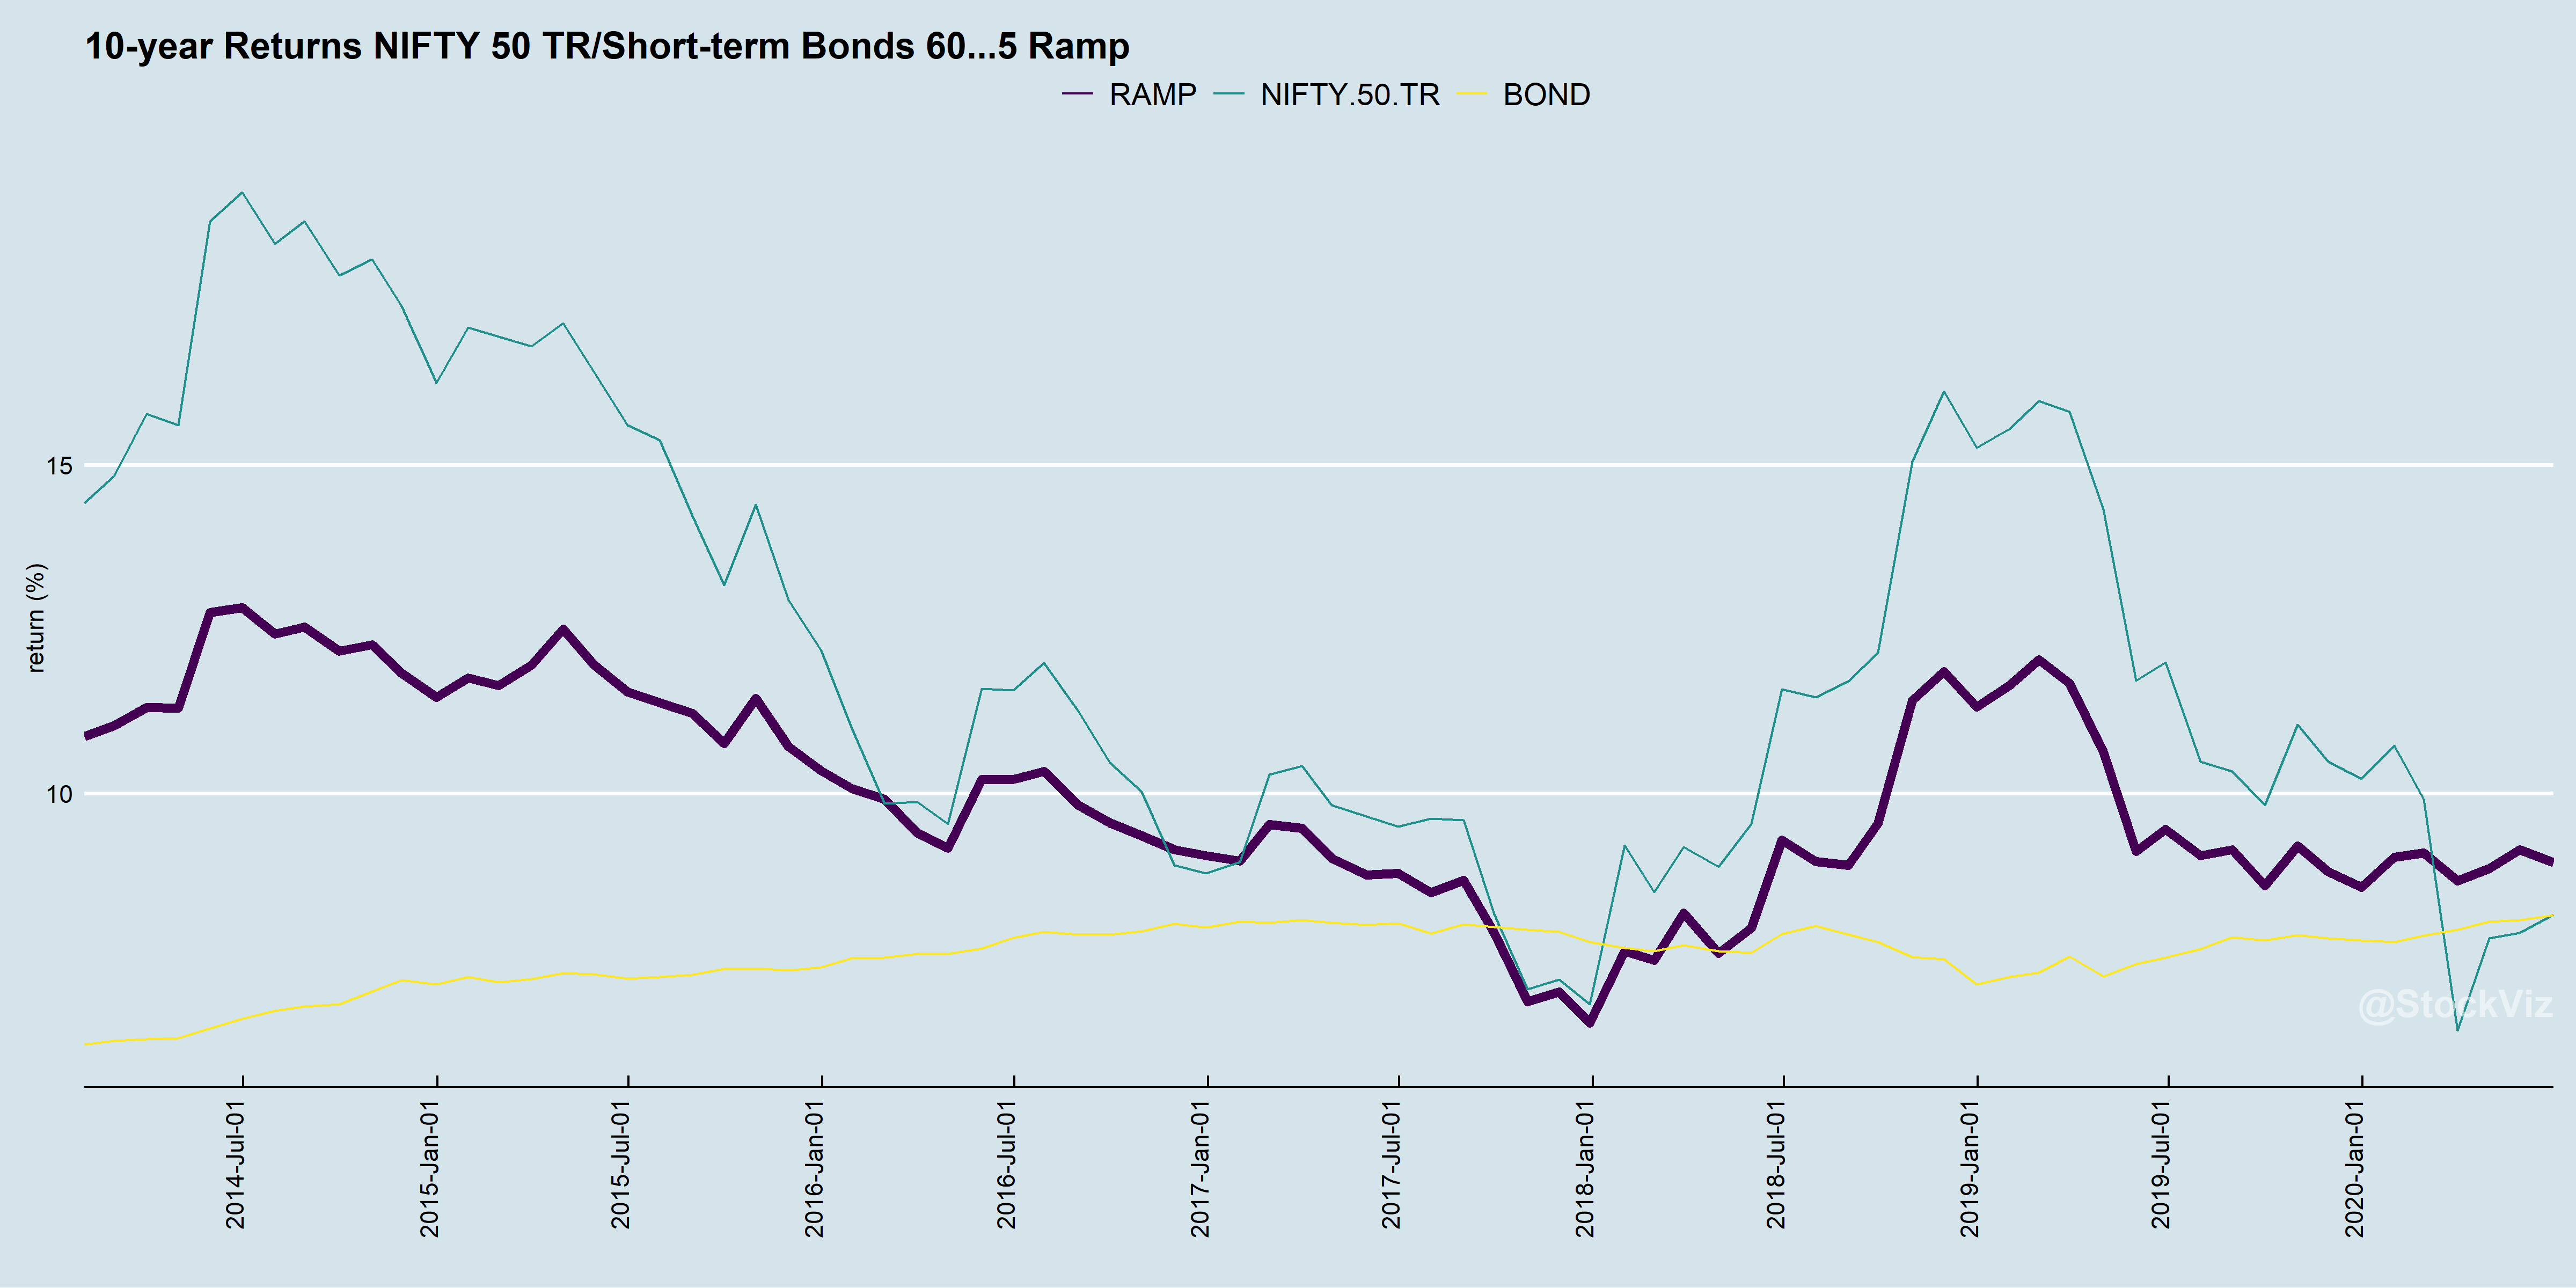 10-year Returns NIFTY 50 TR/Short-term Bonds 60...5 Ramp
RAMP NIFTY.50.TR BOND
return (%)
15
10
@StockViz
2014-Jul-01
2015-Jan-01
2015-Jul-01
2016-Jan-01
2016-Jul-01
2017-Jan-01
2017-Jul-01
2018-Jan-01
2018-Jul-01
2019-Jan-01
2019-Jul-01
2020-Jan-01